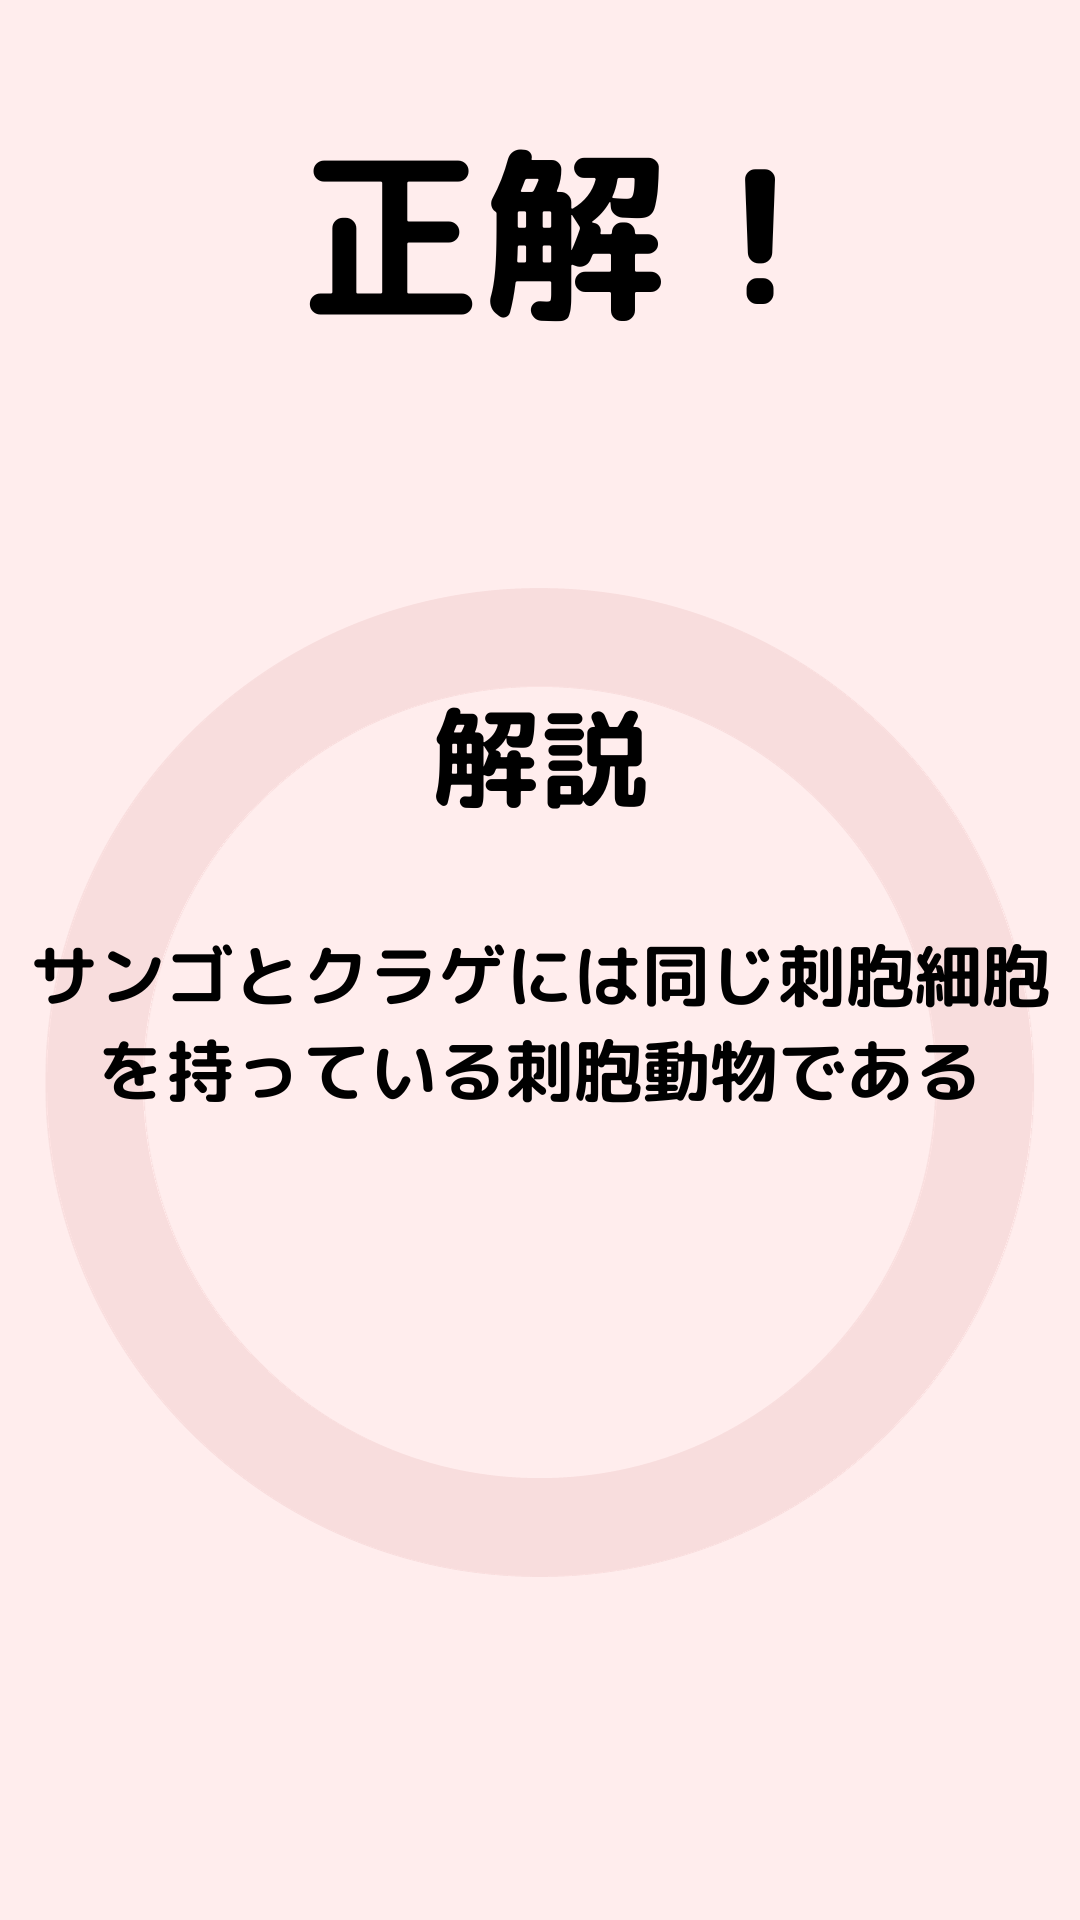 正解！
解説
サンゴとクラゲには同じ刺胞細胞
を持っている刺胞動物である